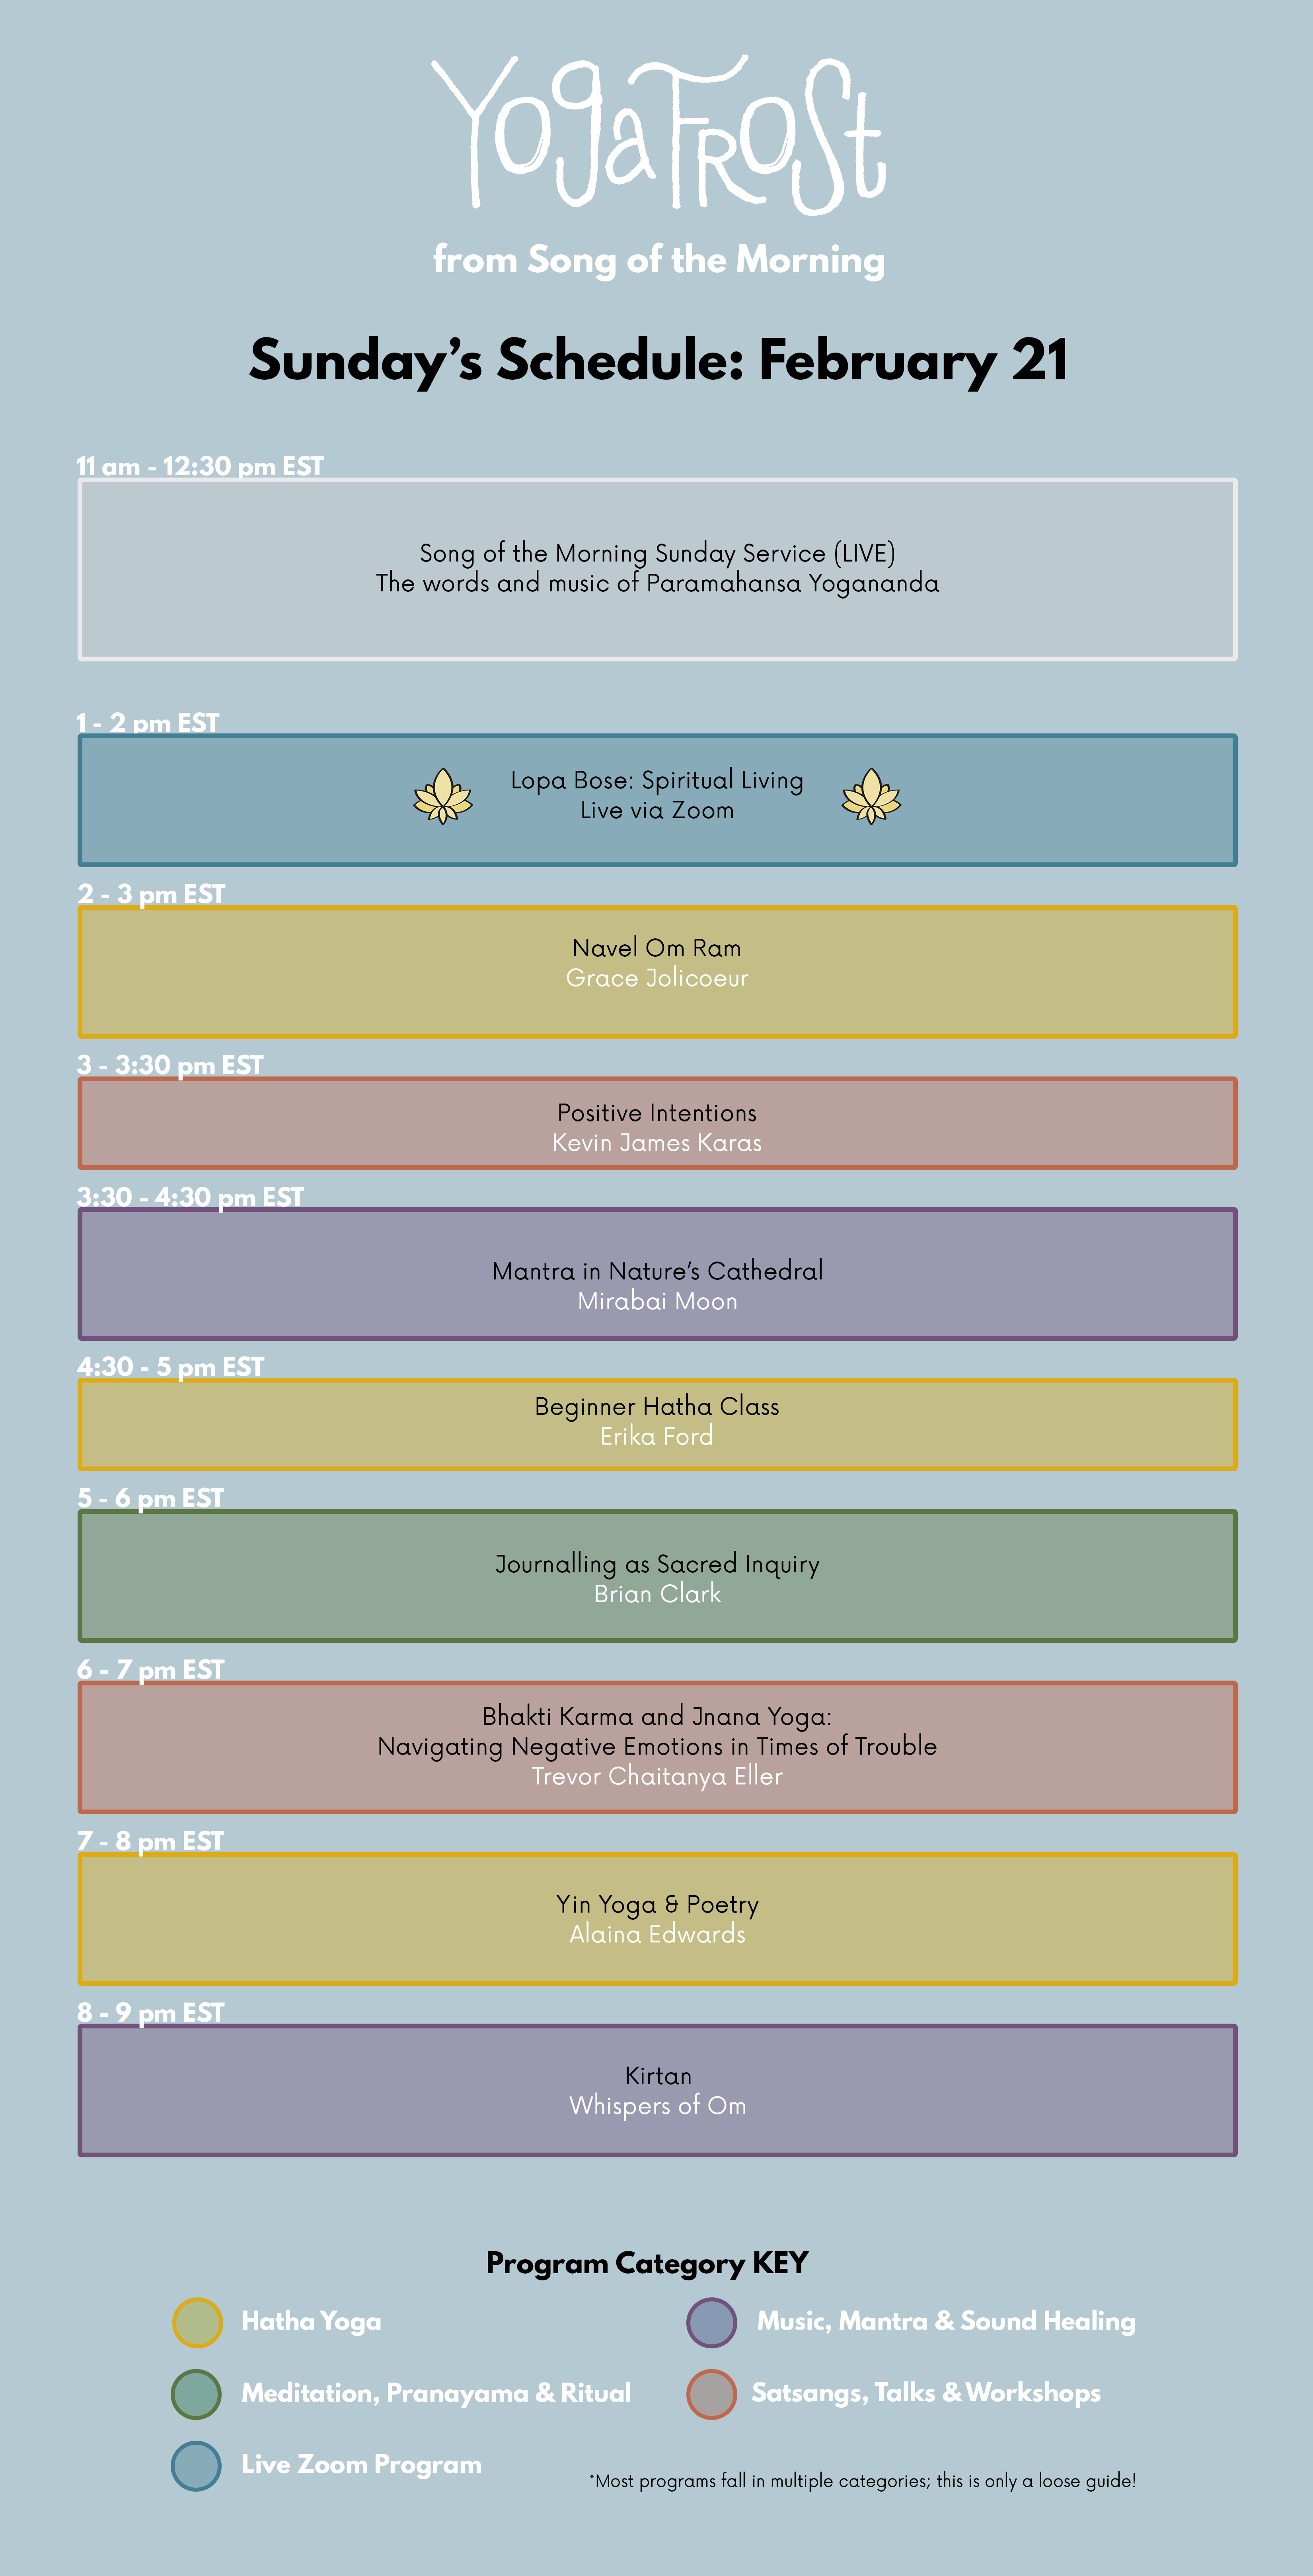 YogaFrost
from Song of the Morning
Sunday's Schedule: February 21
11 am - 12:30 pm EST
Song of the Morning Sunday Service (LIVE)
The words and music of Paramahansa Yogananda
1 - 2 pm EST
Lopa Bose: Spiritual Living
Live via Zoom
2 - 3 pm EST
Navel Om Ram
Grace Jolicoeur
3 - 3:30 pm EST
Positive Intentions
Kevin James Karas
3:30 - 4:30 pm EST
Mantra in Nature's Cathedral
Mirabai Moon
4:30 - 5 pm EST
Beginner Hatha Class
Erika Ford
5 - 6 pm EST
Journalling as Sacred Inquiry
Brian Clark
6 - 7 pm EST
Bhakti Karma and Jnana Yoga:
Navigating Negative Emotions in Times of Trouble
Trevor Chaitanya Eller
7 - 8 pm EST
Yin Yoga & Poetry
Alaina Edwards
8 - 9 pm EST
Kirtan
Whispers of Om
Program Category KEY
Hatha Yoga
Music, Mantra & Sound Healing
Meditation, Pranayama & Ritual
Satsangs, Talks & Workshops
Live Zoom Program
*Most programs fall in multiple categories; this is only a loose guide!